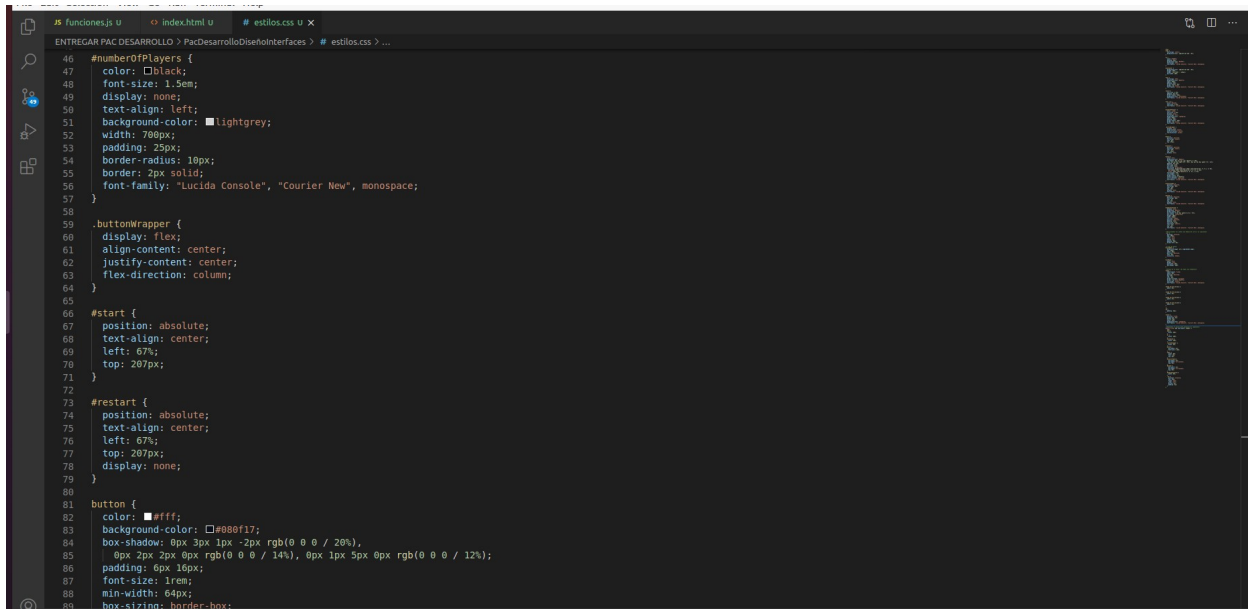 File Edit Selection View Go Run Terminal Help
JS funciones.js U <> index.html U # estilos.css U ×
ENTREGAR PAC DESARROLLO > PacDesarrolloDiseñoInterfaces > # estilos.css > ...
46 #numberOfPlayers {
47 color: black;
48 font-size: 1.5em;
49 display: none;
50 text-align: left;
51 background-color: lightgrey;
52 width: 700px;
53 padding: 25px;
54 border-radius: 10px;
55 border: 2px solid;
56 font-family: "Lucida Console", "Courier New", monospace;
57 }
58
59 .buttonWrapper {
60 display: flex;
61 align-content: center;
62 justify-content: center;
63 flex-direction: column;
64 }
65
66 #start {
67 position: absolute;
68 text-align: center;
69 left: 67%;
70 top: 207px;
71 }
72
73 #restart {
74 position: absolute;
75 text-align: center;
76 left: 67%;
77 top: 207px;
78 display: none;
79 }
80
81 button {
82 color: #fff;
83 background-color: #080f17;
84 box-shadow: 0px 3px 1px -2px rgb(0 0 0 / 20%),
85 0px 2px 2px 0px rgb(0 0 0 / 14%), 0px 1px 5px 0px rgb(0 0 0 / 12%);
86 padding: 6px 16px;
87 font-size: 1rem;
88 min-width: 64px;
89 box-sizing: border-box;
49